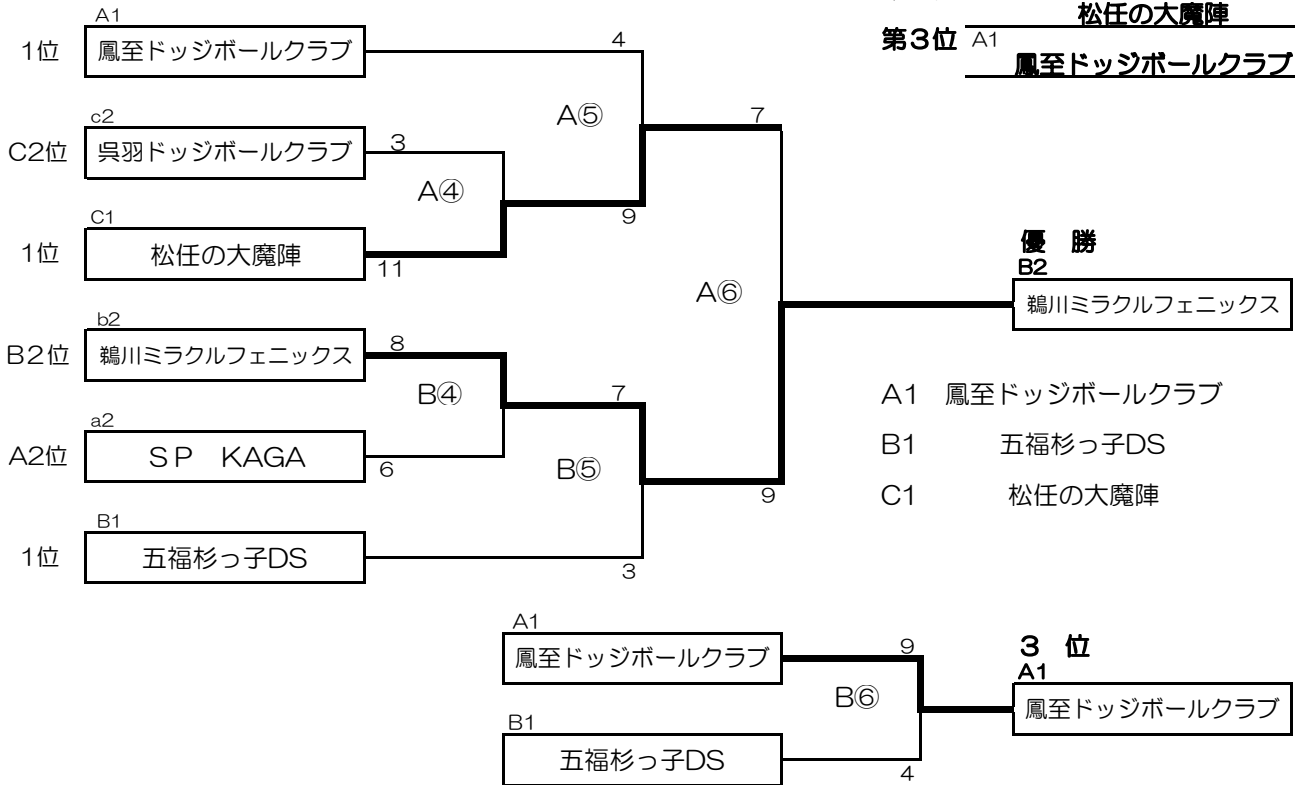 松任の大魔陣
第3位 A1
鳳至ドッジボールクラブ
A1
1位 鳳至ドッジボールクラブ 4
A⑤ 7
c2
C2位 呉羽ドッジボールクラブ 3
A④
9
C1
1位 松任の大魔陣 11
優 勝
B2
A⑥
鵜川ミラクルフェニックス
b2
B2位 鵜川ミラクルフェニックス 8
B④ 7
A1 鳳至ドッジボールクラブ
a2
A2位 SP KAGA 6
B⑤
B1 五福杉っ子DS
9
C1 松任の大魔陣
B1
1位 五福杉っ子DS 3
A1
鳳至ドッジボールクラブ 9
3 位
A1
B⑥
鳳至ドッジボールクラブ
B1
五福杉っ子DS 4